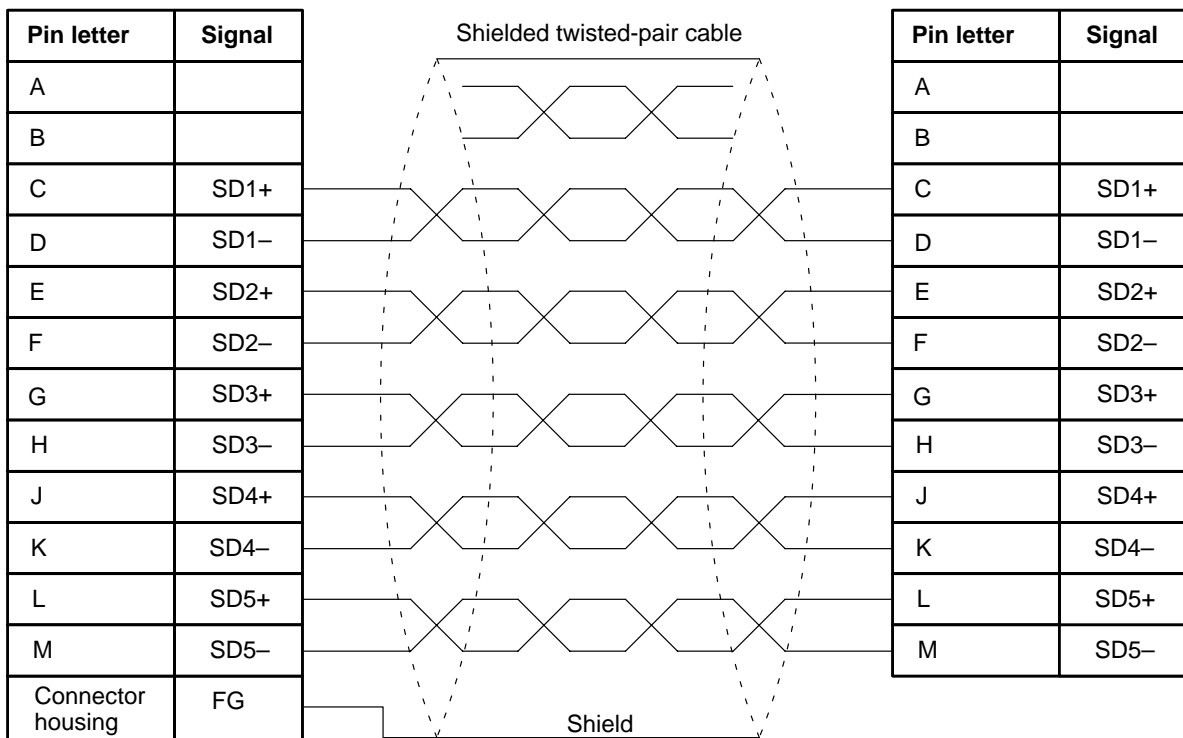 Shielded twisted-pair cable
Pin letter Signal
A
B
C SD1+
D SD1–
E SD2+
F SD2–
G SD3+
H SD3–
J SD4+
K SD4–
L SD5+
M SD5–
Connector
housing FG
Shield
Pin letter Signal
A
B
C SD1+
D SD1–
E SD2+
F SD2–
G SD3+
H SD3–
J SD4+
K SD4–
L SD5+
M SD5–